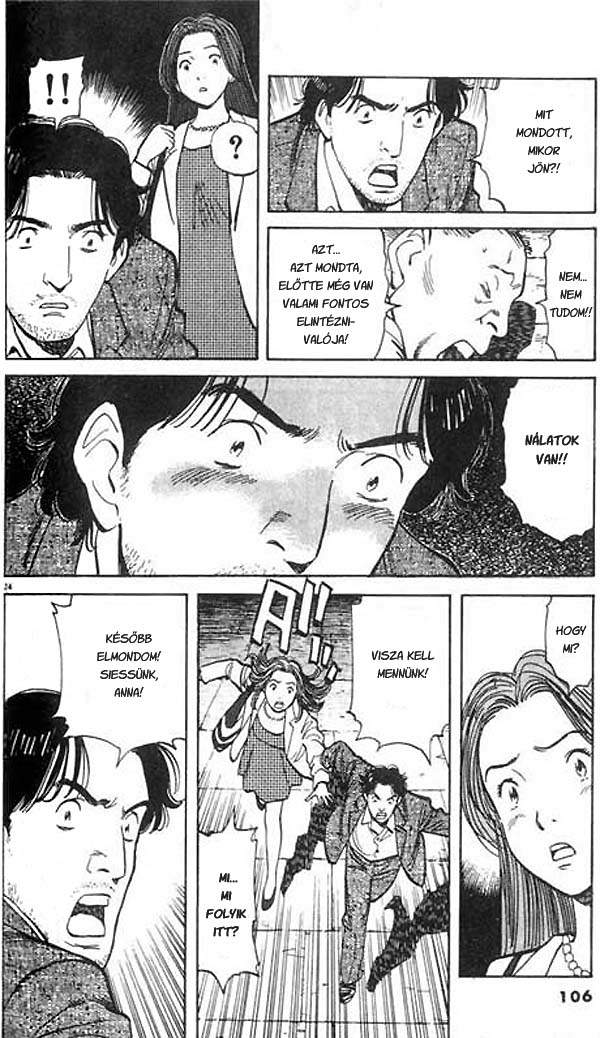 MIT
MONDOTT,
MIKOR
JÖN?!
NEM...
NEM
TUDOM!!
AZT...
AZT MONDTA,
ELŐTTE MÉG VAN
VALAMI FONTOS
ELINTÉZNI-
VALÓJA!
?
!!
NÁLATOK
VAN!!
24
HOGY
MI?
VISZA KELL
MENNÜNK!
A!!!
MI...
MI
FOLYIK
ITT?
KÉSŐBB
ELMONDOM!
SIESSÜNK,
ANNA!
106